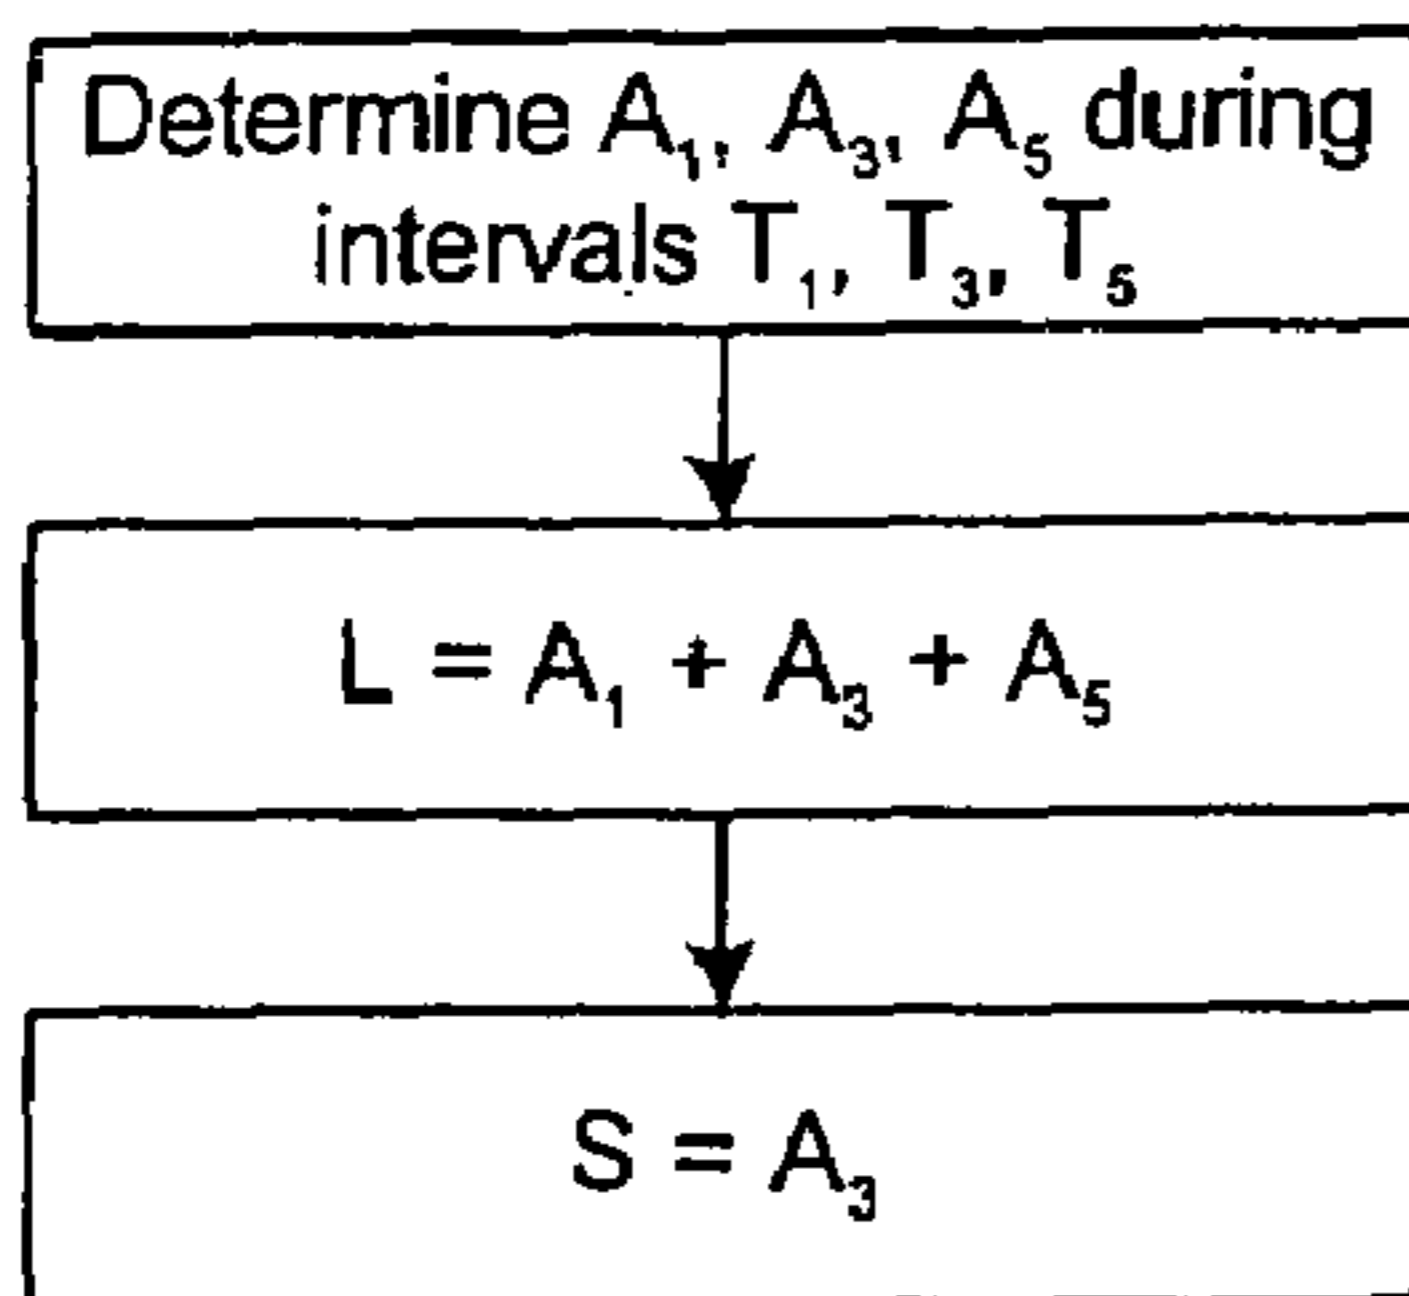 Determine A₁, A₃, A₅ during
intervals T₁, T₃, T₅
L = A₁ + A₃ + A₅
S = A₃